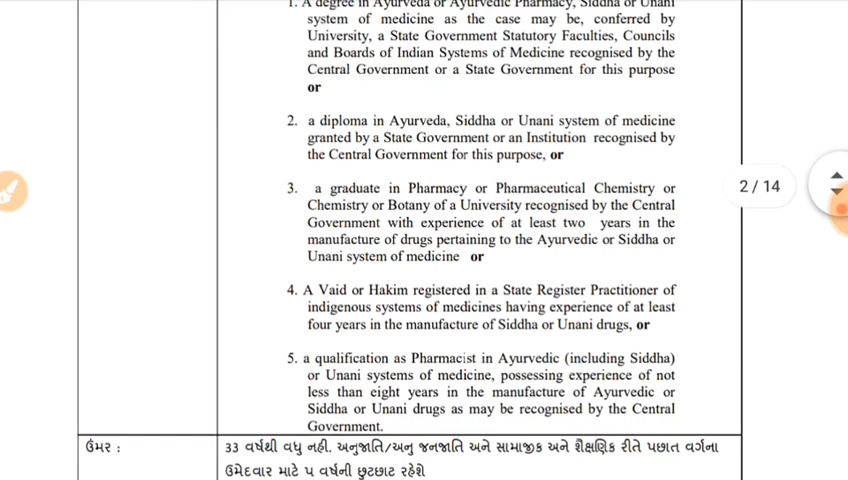 1. A degree in Ayurveda or Ayurvedic Pharmacy, Siddha or Unani
system of medicine as the case may be, conferred by
University, a State Government Statutory Faculties, Councils
and Boards of Indian Systems of Medicine recognised by the
Central Government or a State Government for this purpose
or
2. a diploma in Ayurveda, Siddha or Unani system of medicine
granted by a State Government or an Institution recognised by
the Central Government for this purpose, or
3. a graduate in Pharmacy or Pharmaceutical Chemistry or
Chemistry or Botany of a University recognised by the Central
Government with experience of at least two years in the
manufacture of drugs pertaining to the Ayurvedic or Siddha or
Unani system of medicine or
4. A Vaid or Hakim registered in a State Register Practitioner of
indigenous systems of medicines having experience of at least
four years in the manufacture of Siddha or Unani drugs, or
5. a qualification as Pharmacist in Ayurvedic (including Siddha)
or Unani systems of medicine, possessing experience of not
less than eight years in the manufacture of Ayurvedic or
Siddha or Unani drugs as may be recognised by the Central
Government.
ઉંમર :
33 વર્ષથી વધુ નહી. અનુજાતિ/અનુ જનજાતિ અને સામાજીક અને શૈક્ષણિક રીતે પછાત વર્ગના
ઉમેદવાર માટે ૫ વર્ષની છુટછાટ રહેશે
2 / 14